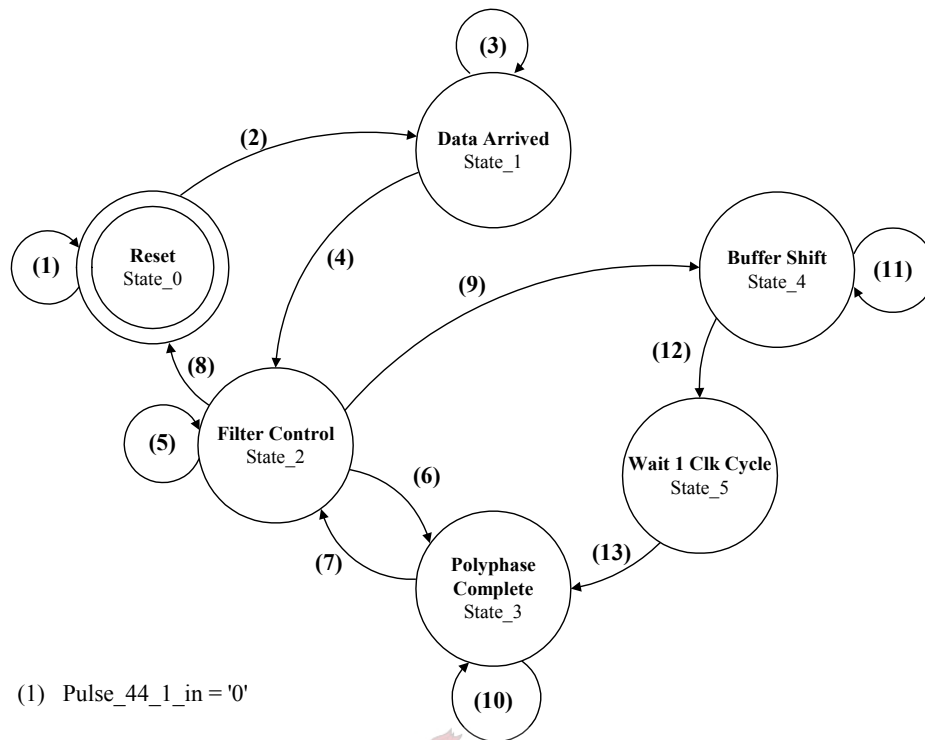 (3)
Data Arrived
State_1
(2)
(1)
Reset
State_0
(4)
(9)
Buffer Shift
State_4
(11)
(12)
(8)
(5)
Filter Control
State_2
(6)
Wait 1 Clk Cycle
State_5
(7)
(13)
Polyphase
Complete
State_3
(10)
(1) Pulse_44_1_in = '0'